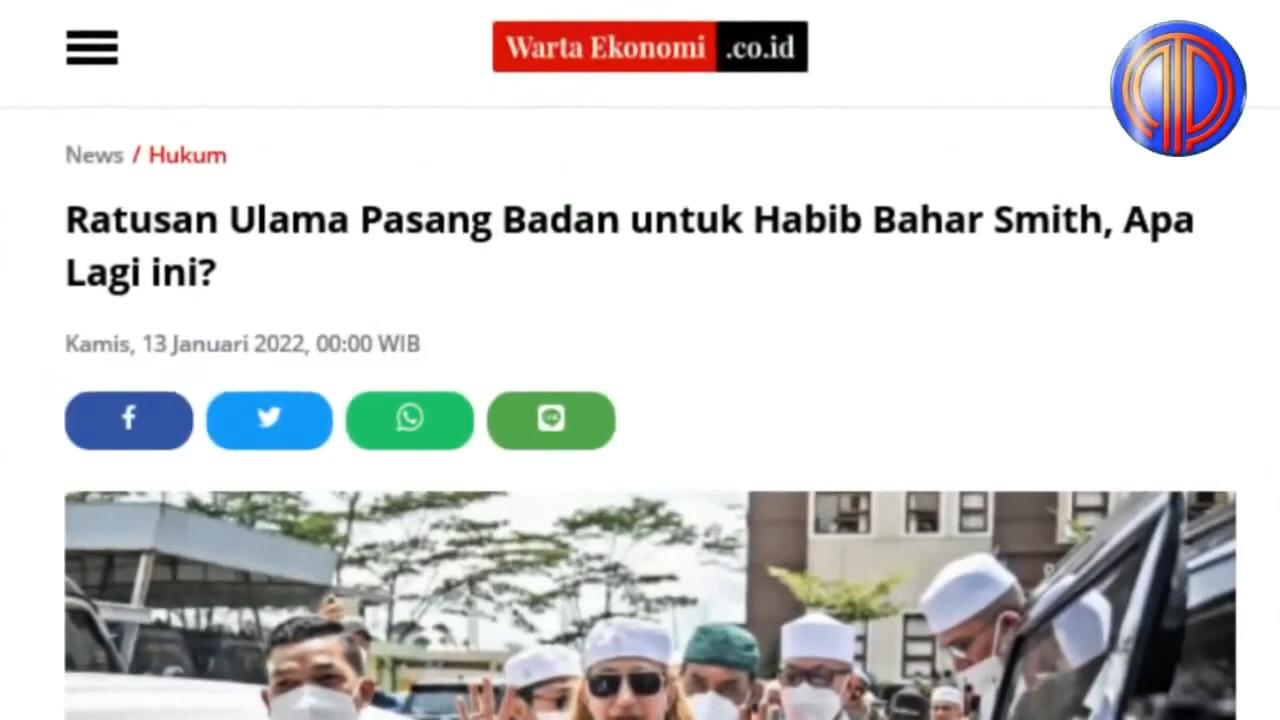 Warta Ekonomi .co.id
News / Hukum
Ratusan Ulama Pasang Badan untuk Habib Bahar Smith, Apa
Lagi ini?
Kamis, 13 Januari 2022, 00:00 WIB